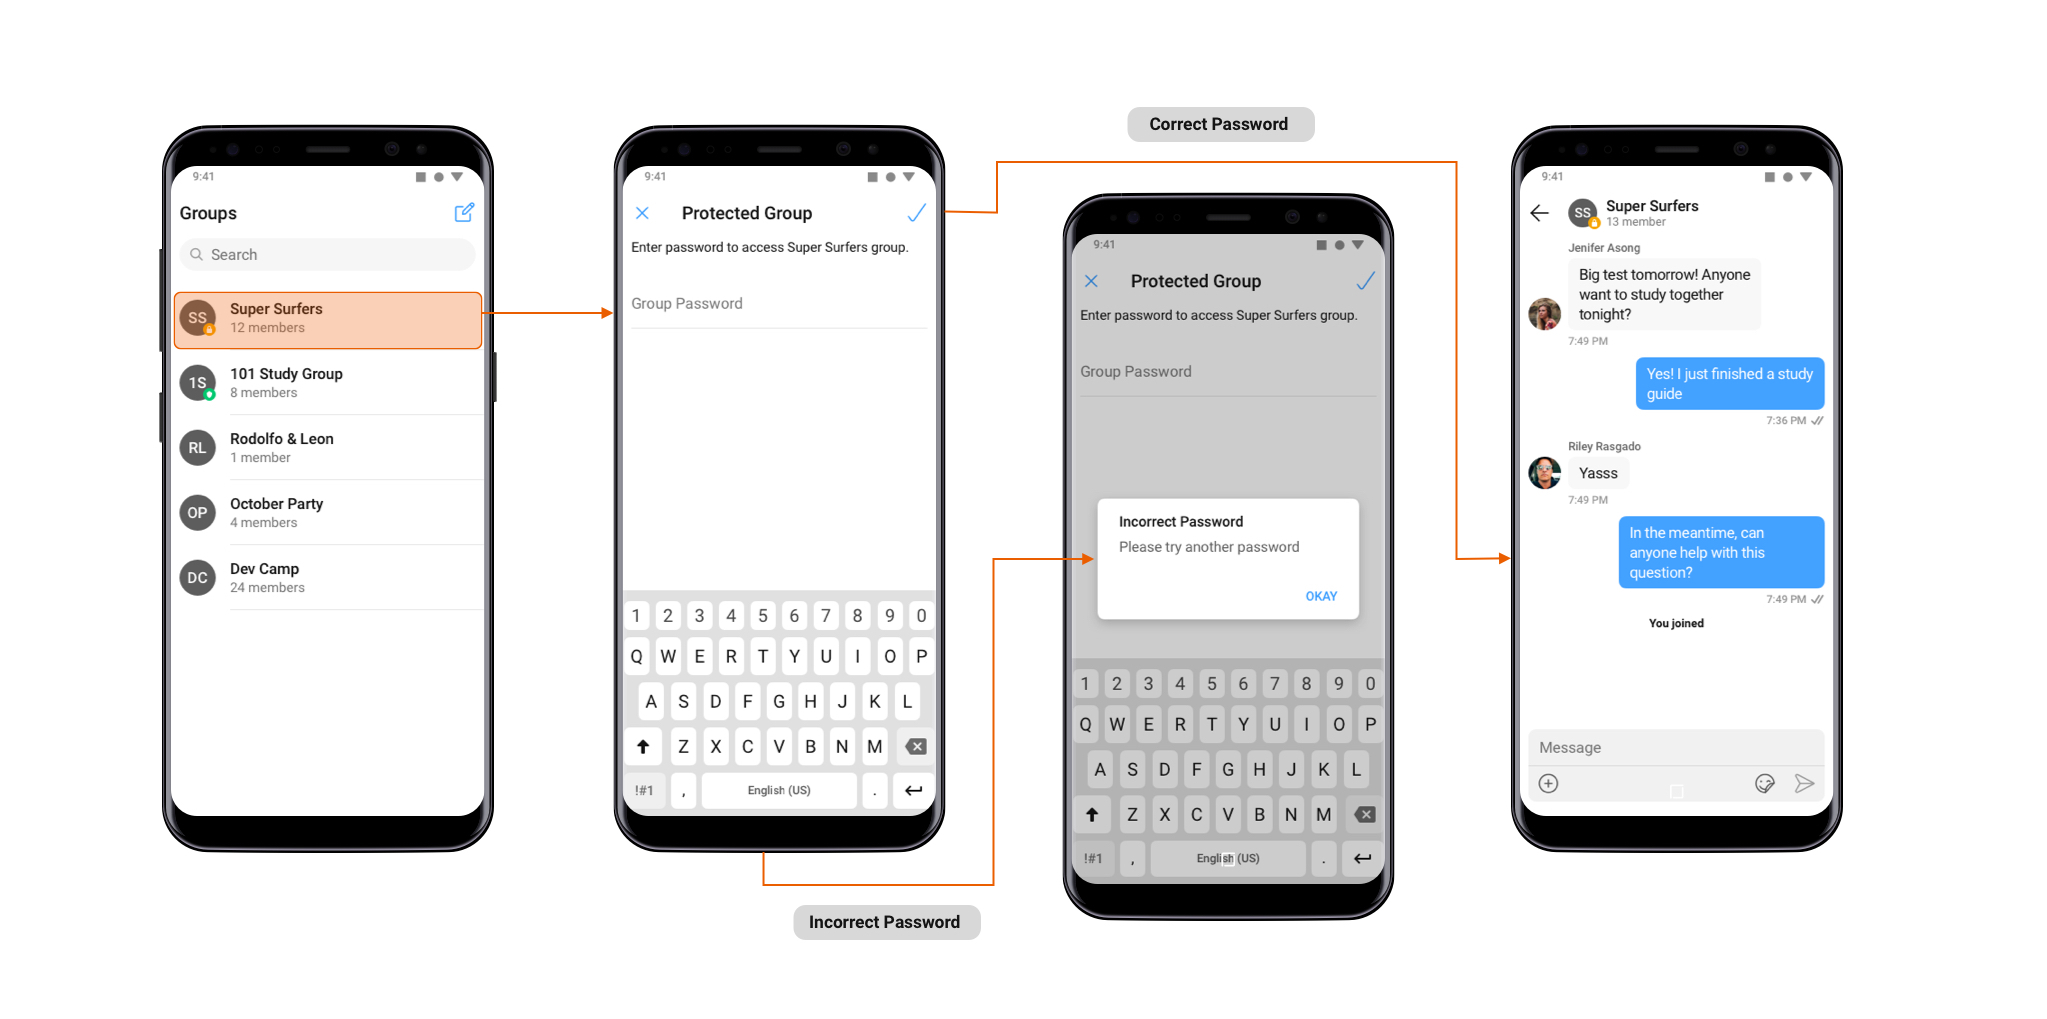 Correct Password
9:41
Groups
Search
SS
Super Surfers
12 members
1S
101 Study Group
8 members
RL
Rodolfo & Leon
1 member
OP
October Party
4 members
DC
Dev Camp
24 members
9:41
Protected Group
Enter password to access Super Surfers group.
Group Password
1 2 3 4 5 6 7 8 9 0
Q W E R T Y U I O P
A S D F G H J K L
Z X C V B N M
!#1 , English (US) .
Incorrect Password
9:41
Protected Group
Enter password to access Super Surfers group.
Group Password
Incorrect Password
Please try another password
OKAY
1 2 3 4 5 6 7 8 9 0
Q W E R T Y U I O P
A S D F G H J K L
Z X C V B N M
!#1 , English (US) .
9:41
SS
Super Surfers
13 member
Jenifer Asong
Big test tomorrow! Anyone
want to study together
tonight?
7:49 PM
Yes! I just finished a study
guide
7:36 PM
Riley Rasgado
Yasss
7:49 PM
In the meantime, can
anyone help with this
question?
7:49 PM
You joined
Message